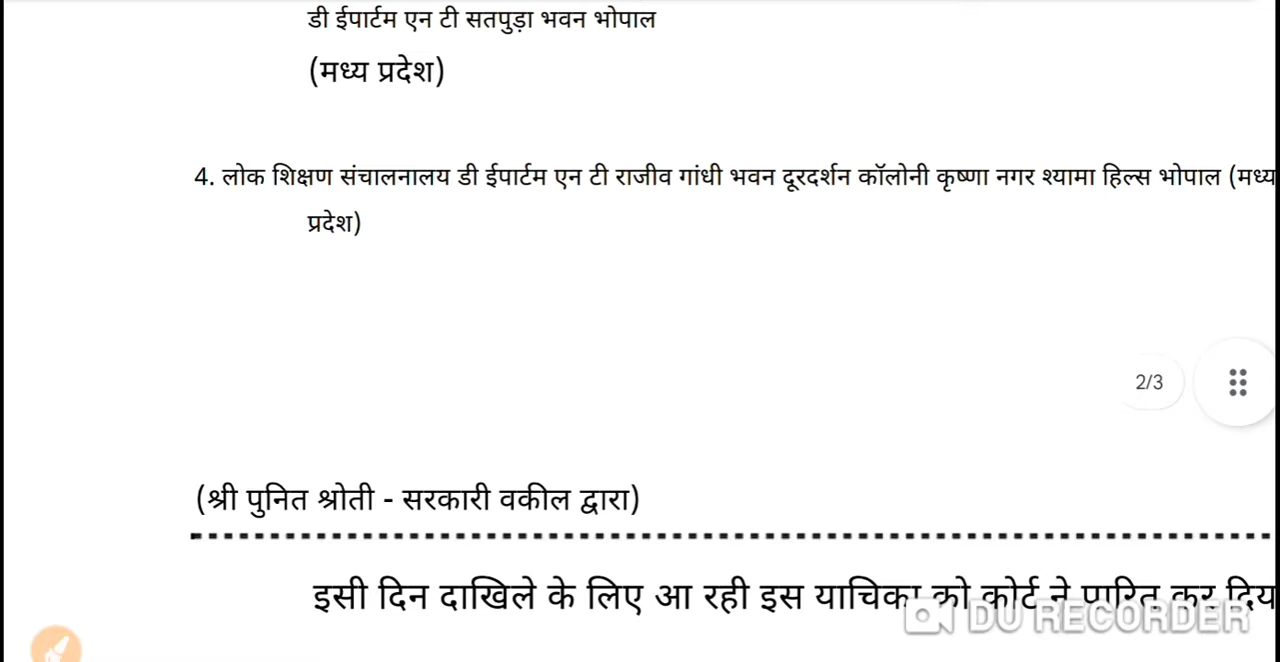 डी ईपार्टम एन टी सतपुड़ा भवन भोपाल
(मध्य प्रदेश)
4. लोक शिक्षण संचालनालय डी ईपार्टम एन टी राजीव गांधी भवन दूरदर्शन कॉलोनी कृष्णा नगर श्यामा हिल्स भोपाल (मध्य
प्रदेश)
2/3
(श्री पुनित श्रोती - सरकारी वकील द्वारा)
इसी दिन दाखिले के लिए आ रही इस याचिका को कोर्ट ने पारित कर दिय
DU RECORDER